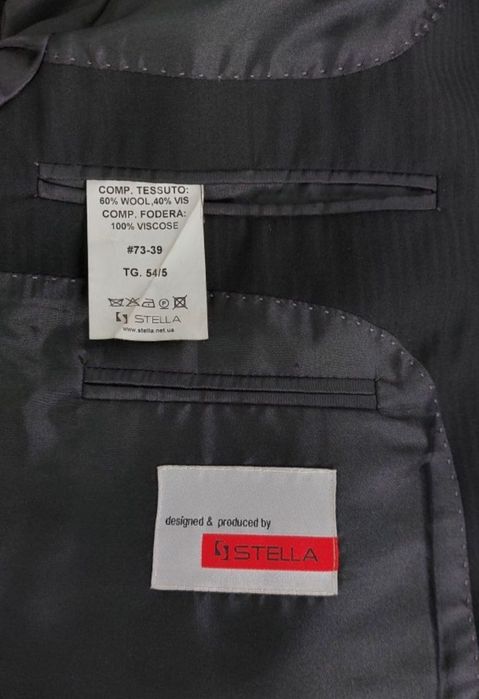 COMP. TESSUTO:
60% WOOL,40% VIS
COMP. FODERA:
100% VISCOSE
#73-39
TG. 54/5
P
STELLA
www.stella.net.ua
designed & produced by
STELLA